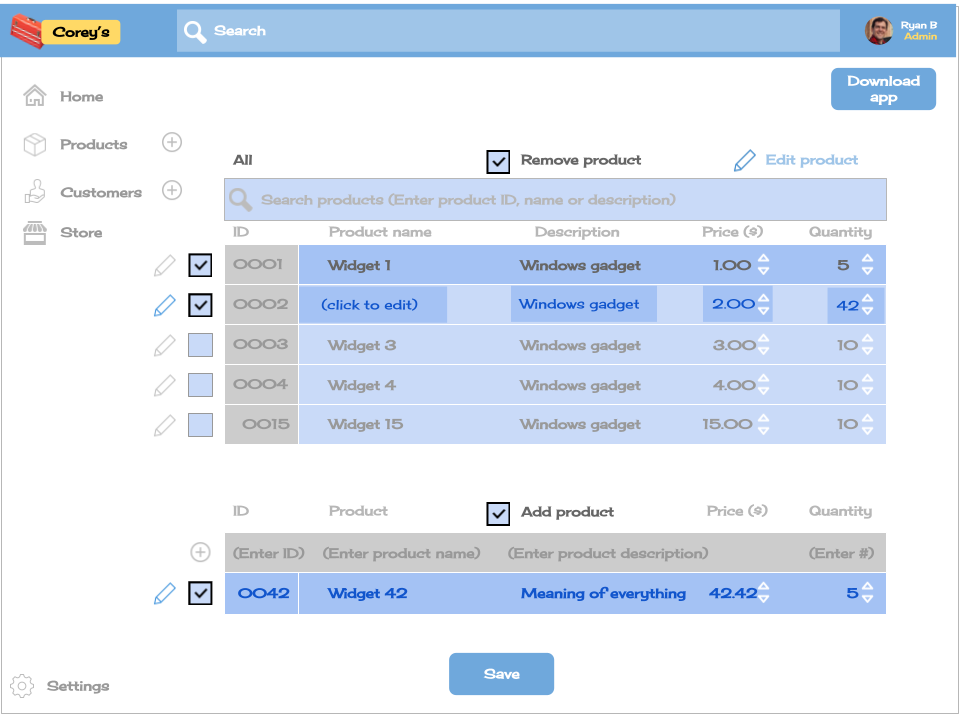 Corey's
Search
Ryan B
Admin
Download
app
Home
Products
Customers
Store
All
Remove product
Edit product
Search products (Enter product ID, name or description)
ID Product name Description Price ($) Quantity
0001 Widget 1 Windows gadget 1.00 5
0002 (click to edit) Windows gadget 2.00 42
0003 Widget 3 Windows gadget 3.00 10
0004 Widget 4 Windows gadget 4.00 10
0015 Widget 15 Windows gadget 15.00 10
ID Product Add product Price ($) Quantity
(Enter ID) (Enter product name) (Enter product description) (Enter #)
0042 Widget 42 Meaning of everything 42.42 5
Save
Settings